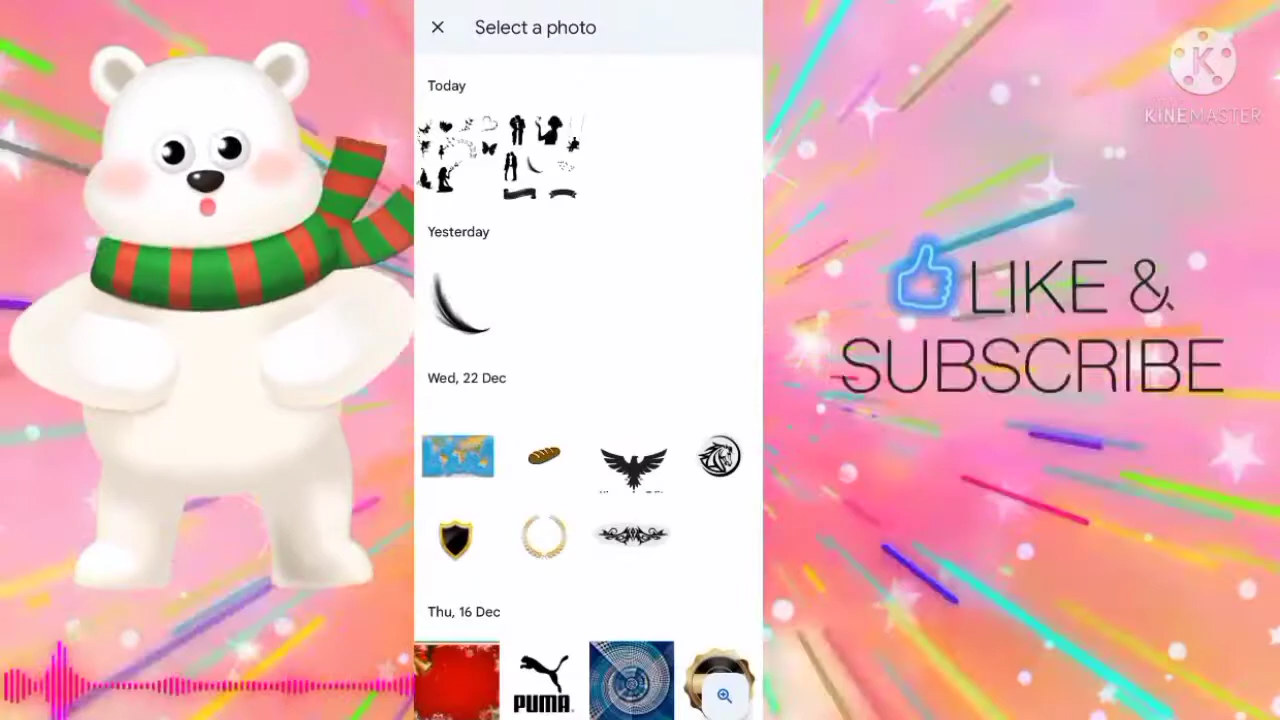 Select a photo
Today
Yesterday
Wed, 22 Dec
Thu, 16 Dec
PUMA
KINEMASTER
LIKE &
SUBSCRIBE